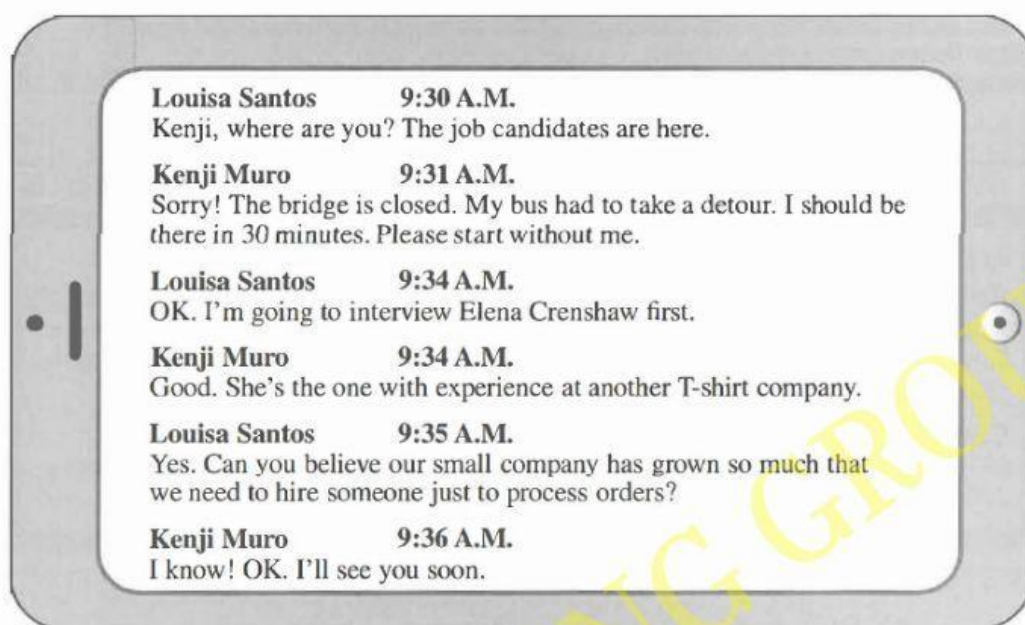 Louisa Santos 9:30 A.M.
Kenji, where are you? The job candidates are here.
Kenji Muro 9:31 A.M.
Sorry! The bridge is closed. My bus had to take a detour. I should be
there in 30 minutes. Please start without me.
Louisa Santos 9:34 A.M.
OK. I'm going to interview Elena Crenshaw first.
Kenji Muro 9:34 A.M.
Good. She's the one with experience at another T-shirt company.
Louisa Santos 9:35 A.M.
Yes. Can you believe our small company has grown so much that
we need to hire someone just to process orders?
Kenji Muro 9:36 A.M.
I know! OK. I'll see you soon.